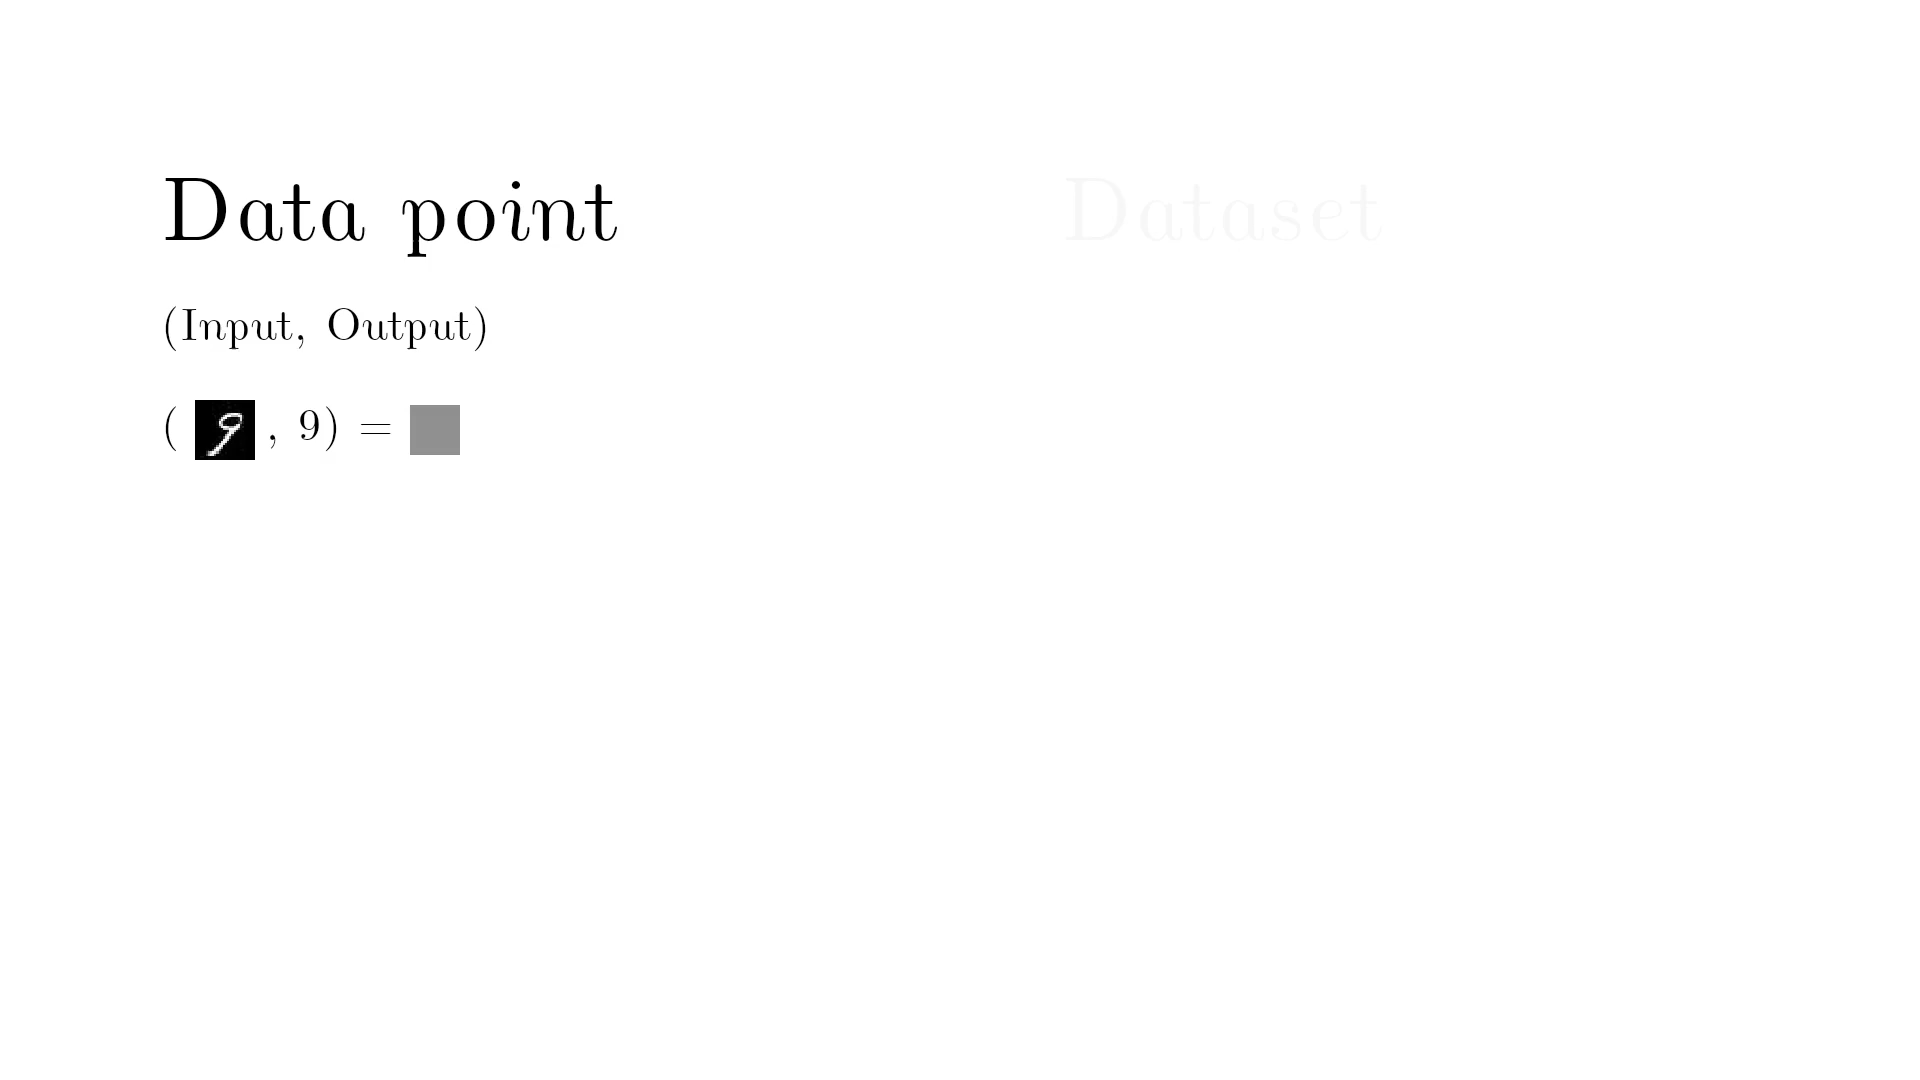 Data point
Dataset
(Input, Output)
( 9 , 9) =